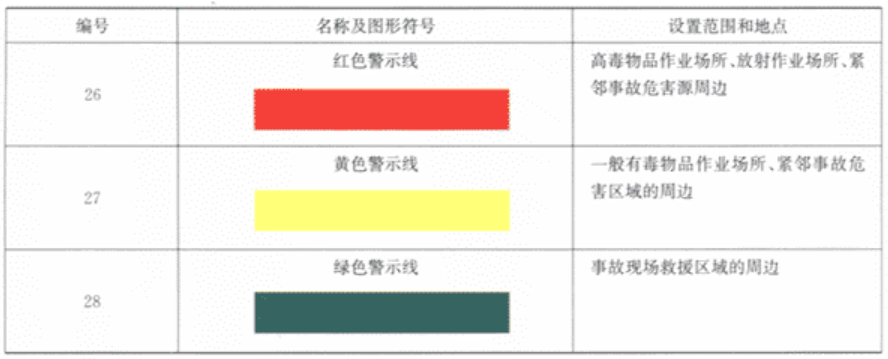 编号 名称及图形符号 设置范围和地点
26 红色警示线 高毒物品作业场所、放射作业场所、紧
邻事故危害源周边
27 黄色警示线 一般有毒物品作业场所、紧邻事故危
害区域的周边
28 绿色警示线 事故现场救援区域的周边